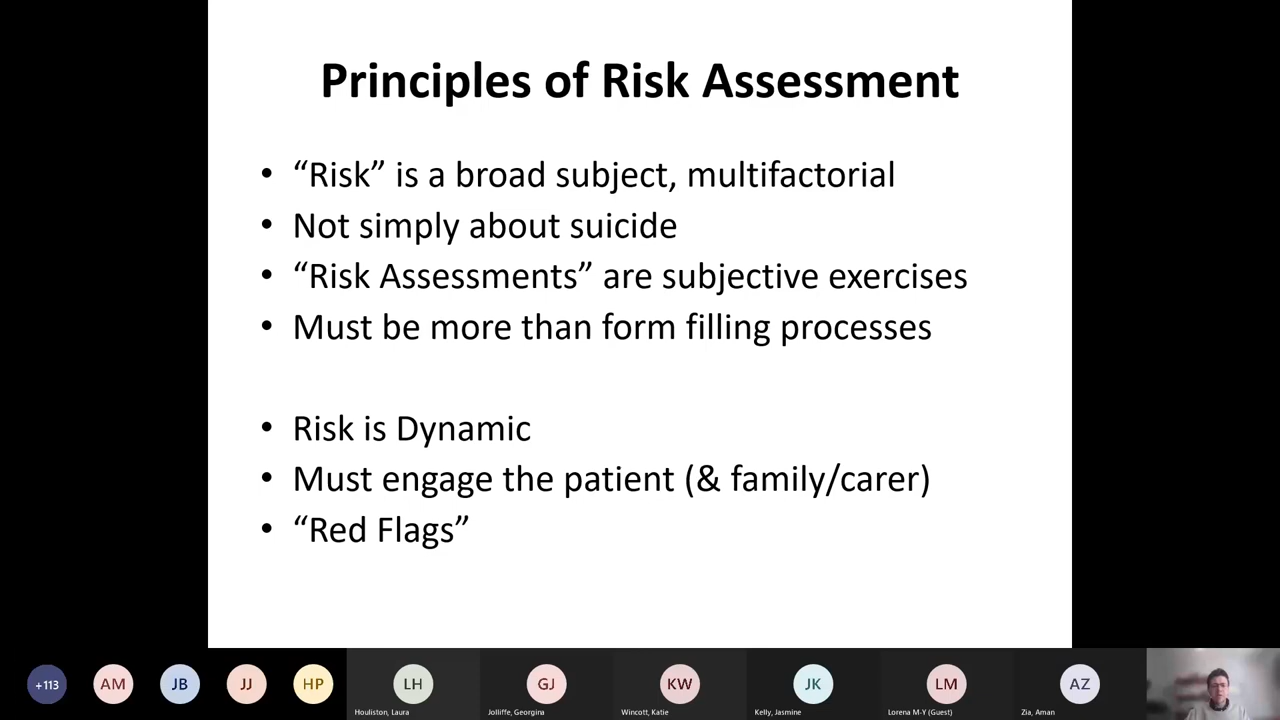 Principles of Risk Assessment
• “Risk” is a broad subject, multifactorial
• Not simply about suicide
• “Risk Assessments” are subjective exercises
• Must be more than form filling processes
• Risk is Dynamic
• Must engage the patient (& family/carer)
• “Red Flags”
+113
AM
JB
JJ
HP
LH
GJ
KW
JK
LM
AZ
Houliston, Laura
Jolliffe, Georgina
Wincott, Katie
Kelly, Jasmine
Lorena M-Y (Guest)
Zia, Aman